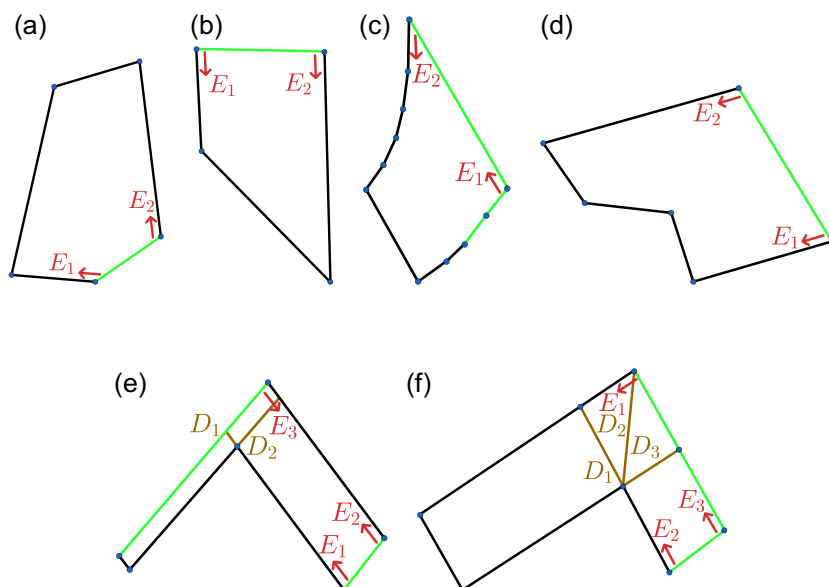 (a) (b) (c) (d)
E₁ E₂ E₂ E₂
E₂ E₁
E₁ E₁
(e) (f)
D₁ E₃ E₁
D₂ D₂
D₃
D₁
E₂ E₃
E₁ E₂